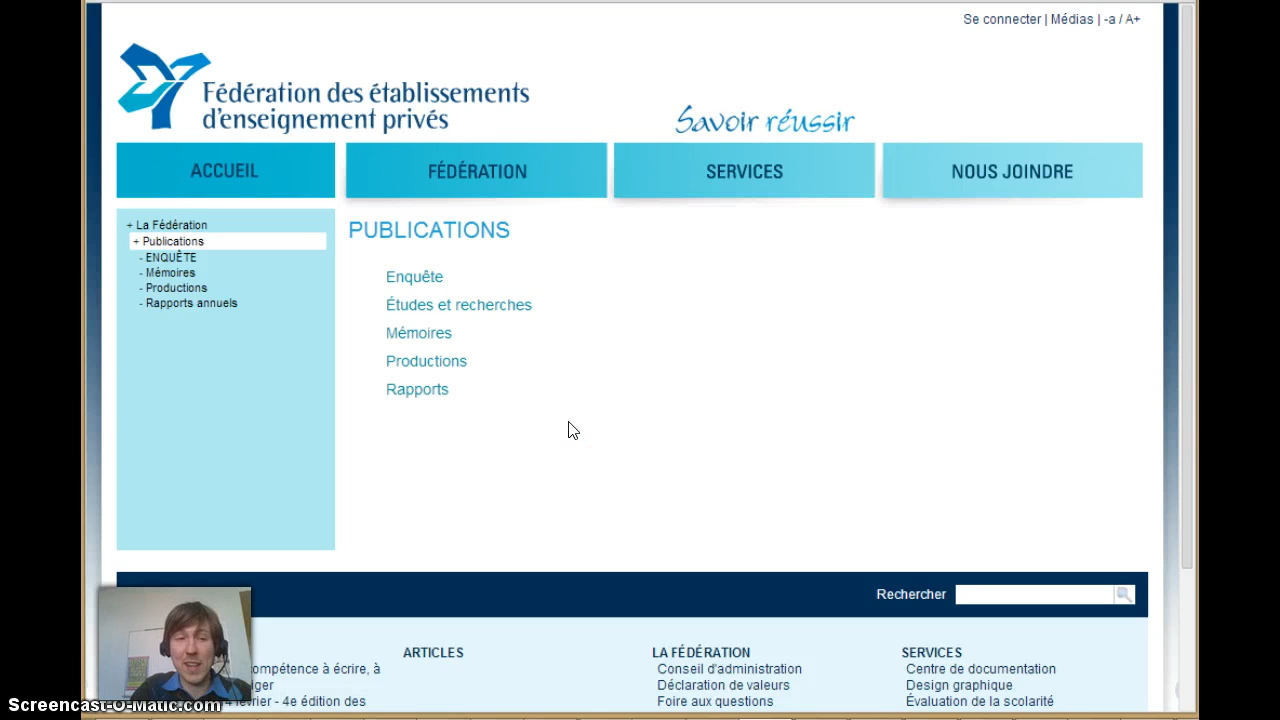 Se connecter | Médias | -a / A+
Fédération des établissements
d'enseignement privés
Savoir réussir
ACCUEIL
FÉDÉRATION
SERVICES
NOUS JOINDRE
+ La Fédération
+ Publications
- ENQUÊTE
- Mémoires
- Productions
- Rapports annuels
PUBLICATIONS
Enquête
Études et recherches
Mémoires
Productions
Rapports
Rechercher
ompétence à écrire, à
iger
février - 4e édition des
ARTICLES
LA FÉDÉRATION
Conseil d'administration
Déclaration de valeurs
Foire aux questions
SERVICES
Centre de documentation
Design graphique
Évaluation de la scolarité
Screencast-O-Matic.com